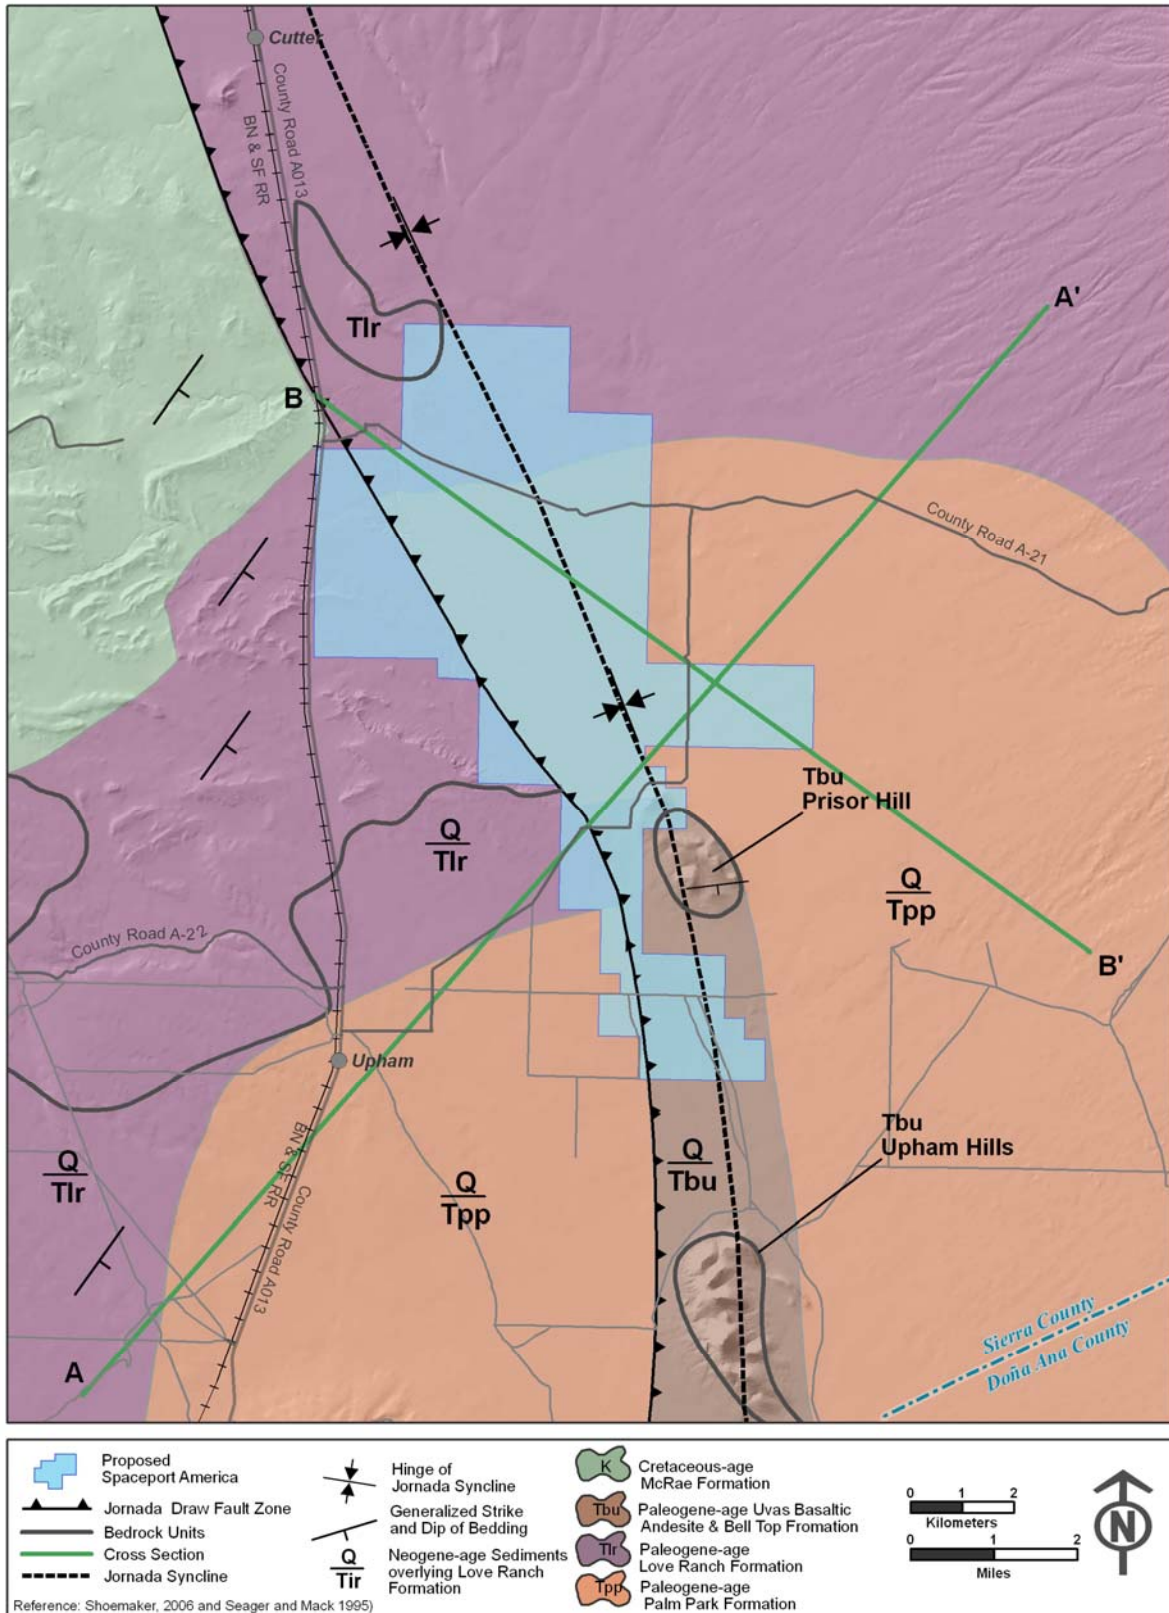 Cutter
County Road A013
BN & SF RR
Tlr
A'
B
County Road A-21
Tbu
Prisor Hill
Q
Tlr
Q
Tpp
County Road A-22
B'
Upham
Tbu
Upham Hills
Q
Tlr
Q
Tbu
Q
Tpp
BN & SF RR
County Road A013
Sierra County
Doña Ana County
A
Proposed
Spaceport America
Jornada Draw Fault Zone
Bedrock Units
Cross Section
Jornada Syncline
Reference: Shoemaker, 2006 and Seager and Mack 1995)
Hinge of
Jornada Syncline
Generalized Strike
and Dip of Bedding
Q
Tir
Neogene-age Sediments
overlying Love Ranch
Formation
K
Cretaceous-age
McRae Formation
Tbu
Paleogene-age Uvas Basaltic
Andesite & Bell Top Fromation
Tlr
Paleogene-age
Love Ranch Formation
Tpp
Paleogene-age
Palm Park Formation
0 1 2
Kilometers
0 1 2
Miles
N